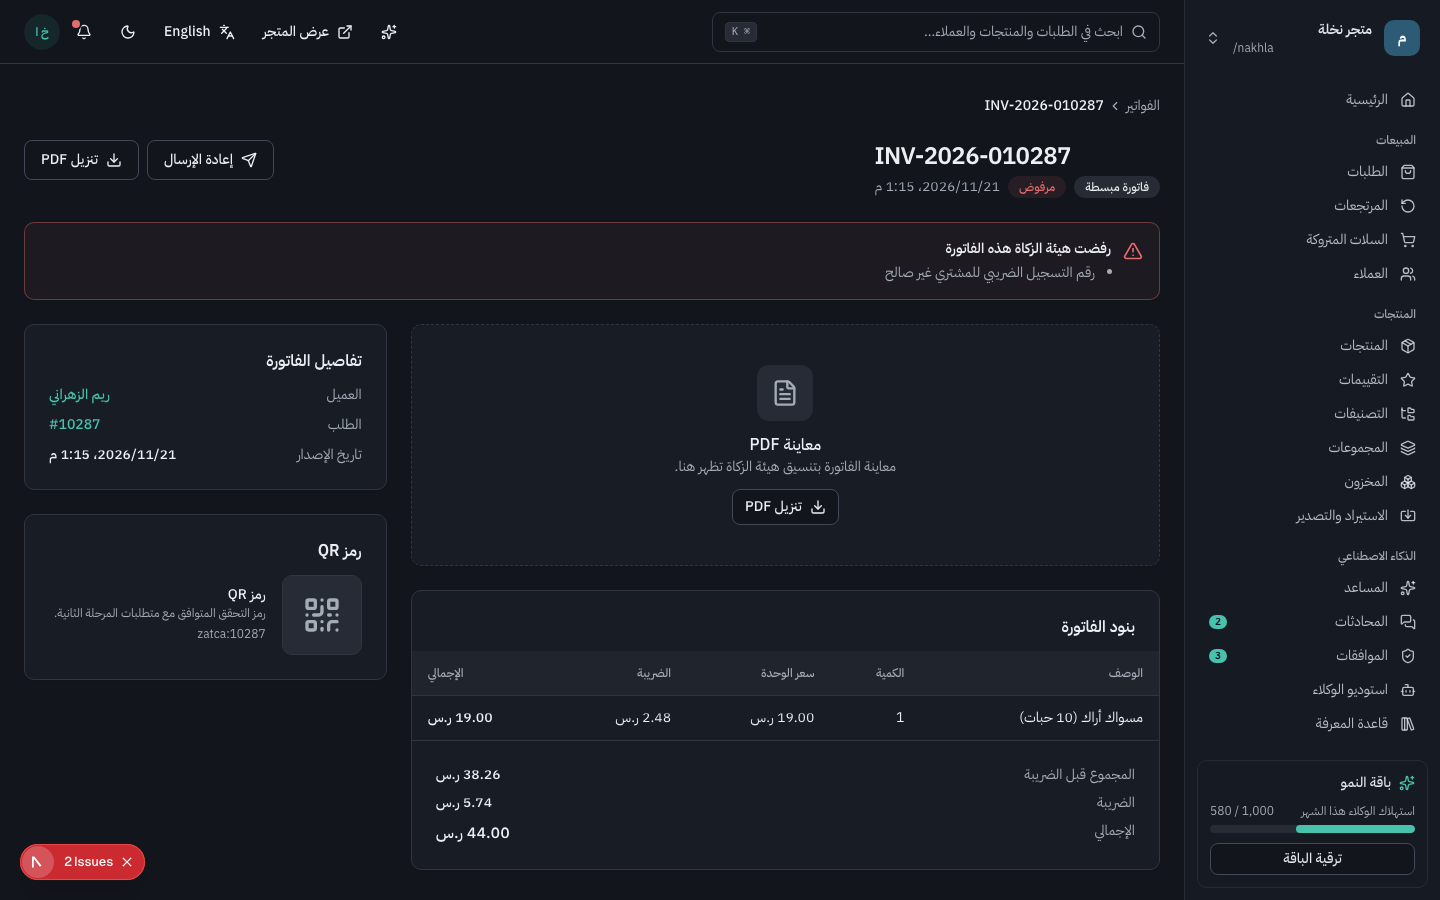 متجر نخلة
/nakhla
م
الرئيسية
المبيعات
الطلبات
المرتجعات
السلات المتروكة
العملاء
المنتجات
المنتجات
التقييمات
التصنيفات
المجموعات
المخزون
الاستيراد والتصدير
الذكاء الاصطناعي
المساعد
المحادثات 2
الموافقات 3
استوديو الوكلاء
قاعدة المعرفة
باقة النمو
استهلاك الوكلاء هذا الشهر 580 / 1,000
ترقية الباقة
ابحث في الطلبات والمنتجات والعملاء... ⌘ K
عرض المتجر
English
خ ا
الفواتير › INV-2026-010287
INV-2026-010287
فاتورة مبسطة مرفوض 2026/11/21، 1:15 م
إعادة الإرسال
تنزيل PDF
رفضت هيئة الزكاة هذه الفاتورة
• رقم التسجيل الضريبي للمشتري غير صالح
معاينة PDF
معاينة الفاتورة بتنسيق هيئة الزكاة تظهر هنا.
تنزيل PDF
بنود الفاتورة
الوصف الكمية سعر الوحدة الضريبة الإجمالي
مسواك أراك (10 حبات) 1 19.00 ر.س 2.48 ر.س 19.00 ر.س
المجموع قبل الضريبة 38.26 ر.س
الضريبة 5.74 ر.س
الإجمالي 44.00 ر.س
تفاصيل الفاتورة
العميل ريم الزهراني
الطلب #10287
تاريخ الإصدار 2026/11/21، 1:15 م
رمز QR
رمز QR
رمز التحقق المتوافق مع متطلبات المرحلة الثانية.
zatca:10287
2 Issues